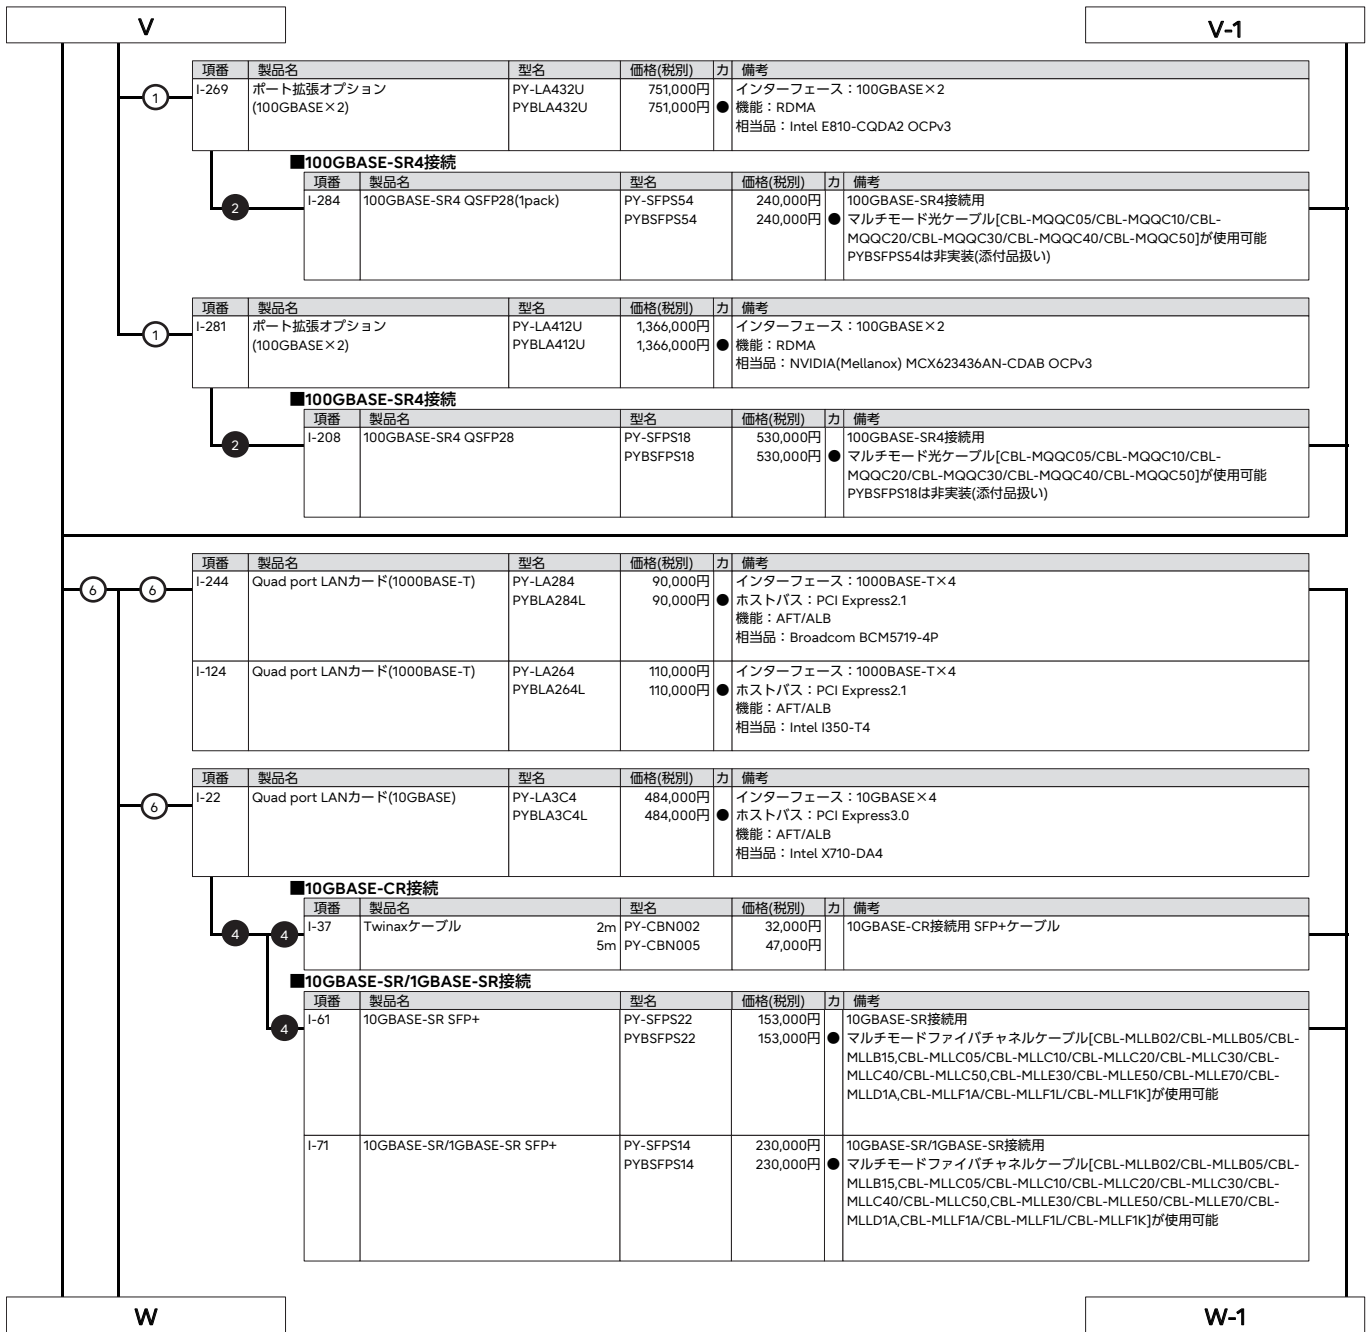 V
V-1
項番 製品名 型名 価格(税別) カ 備考
① I-269 ポート拡張オプション PY-LA432U 751,000円 インターフェース：100GBASE×2
(100GBASE×2) PYBLA432U 751,000円 ● 機能：RDMA
相当品：Intel E810-CQDA2 OCPv3
■100GBASE-SR4接続
項番 製品名 型名 価格(税別) カ 備考
2 I-284 100GBASE-SR4 QSFP28(1pack) PY-SFPS54 240,000円 100GBASE-SR4接続用
PYBSFPS54 240,000円 ● マルチモード光ケーブル[CBL-MQQC05/CBL-MQQC10/CBL-
MQQC20/CBL-MQQC30/CBL-MQQC40/CBL-MQQC50]が使用可能
PYBSFPS54は非実装(添付品扱い)
項番 製品名 型名 価格(税別) カ 備考
① I-281 ポート拡張オプション PY-LA412U 1,366,000円 インターフェース：100GBASE×2
(100GBASE×2) PYBLA412U 1,366,000円 ● 機能：RDMA
相当品：NVIDIA(Mellanox) MCX623436AN-CDAB OCPv3
■100GBASE-SR4接続
項番 製品名 型名 価格(税別) カ 備考
2 I-208 100GBASE-SR4 QSFP28 PY-SFPS18 530,000円 100GBASE-SR4接続用
PYBSFPS18 530,000円 ● マルチモード光ケーブル[CBL-MQQC05/CBL-MQQC10/CBL-
MQQC20/CBL-MQQC30/CBL-MQQC40/CBL-MQQC50]が使用可能
PYBSFPS18は非実装(添付品扱い)
項番 製品名 型名 価格(税別) カ 備考
⑥ ⑥ I-244 Quad port LANカード(1000BASE-T) PY-LA284 90,000円 インターフェース：1000BASE-T×4
PYBLA284L 90,000円 ● ホストバス：PCI Express2.1
機能：AFT/ALB
相当品：Broadcom BCM5719-4P
I-124 Quad port LANカード(1000BASE-T) PY-LA264 110,000円 インターフェース：1000BASE-T×4
PYBLA264L 110,000円 ● ホストバス：PCI Express2.1
機能：AFT/ALB
相当品：Intel I350-T4
項番 製品名 型名 価格(税別) カ 備考
⑥ I-22 Quad port LANカード(10GBASE) PY-LA3C4 484,000円 インターフェース：10GBASE×4
PYBLA3C4L 484,000円 ● ホストバス：PCI Express3.0
機能：AFT/ALB
相当品：Intel X710-DA4
■10GBASE-CR接続
項番 製品名 型名 価格(税別) カ 備考
4 4 I-37 Twinaxケーブル 2m PY-CBN002 32,000円 10GBASE-CR接続用 SFP+ケーブル
5m PY-CBN005 47,000円
■10GBASE-SR/1GBASE-SR接続
項番 製品名 型名 価格(税別) カ 備考
4 I-61 10GBASE-SR SFP+ PY-SFPS22 153,000円 10GBASE-SR接続用
PYBSFPS22 153,000円 ● マルチモードファイバチャネルケーブル[CBL-MLLB02/CBL-MLLB05/CBL-
MLLB15,CBL-MLLC05/CBL-MLLC10/CBL-MLLC20/CBL-MLLC30/CBL-
MLLC40/CBL-MLLC50,CBL-MLLE30/CBL-MLLE50/CBL-MLLE70/CBL-
MLLD1A,CBL-MLLF1A/CBL-MLLF1L/CBL-MLLF1K]が使用可能
I-71 10GBASE-SR/1GBASE-SR SFP+ PY-SFPS14 230,000円 10GBASE-SR/1GBASE-SR接続用
PYBSFPS14 230,000円 ● マルチモードファイバチャネルケーブル[CBL-MLLB02/CBL-MLLB05/CBL-
MLLB15,CBL-MLLC05/CBL-MLLC10/CBL-MLLC20/CBL-MLLC30/CBL-
MLLC40/CBL-MLLC50,CBL-MLLE30/CBL-MLLE50/CBL-MLLE70/CBL-
MLLD1A,CBL-MLLF1A/CBL-MLLF1L/CBL-MLLF1K]が使用可能
W
W-1